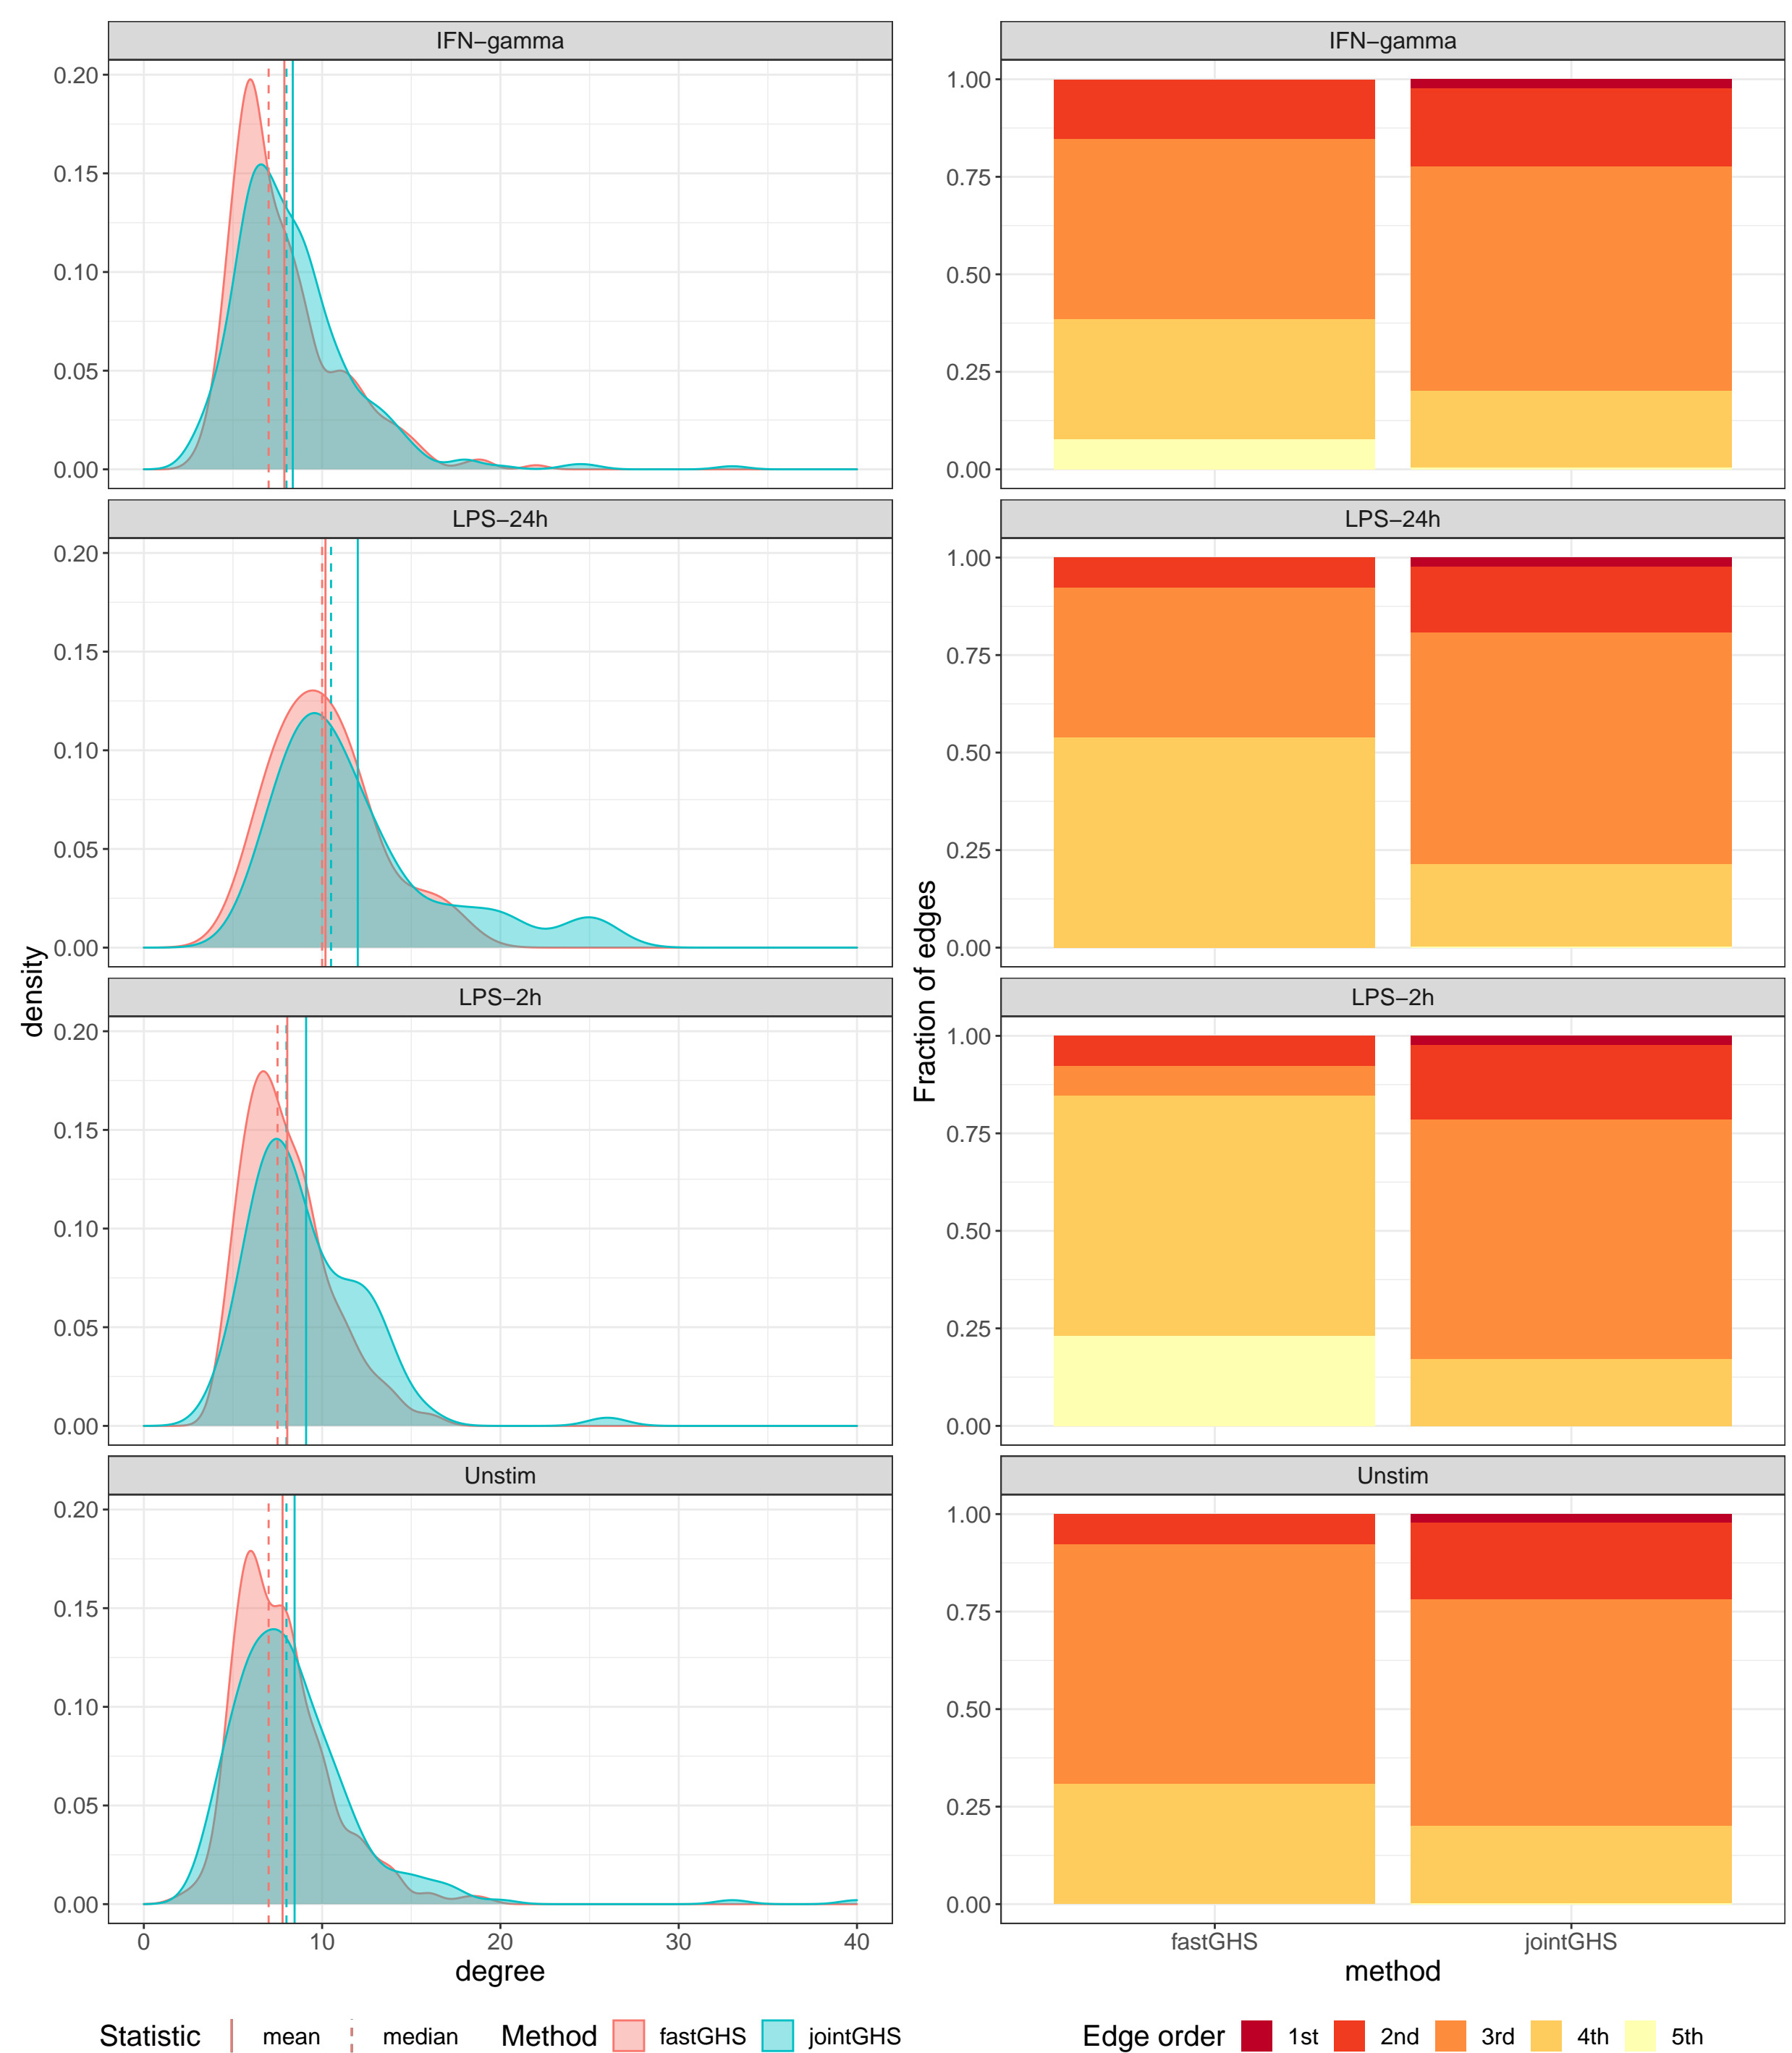 IFN−gamma
0.20
0.15
0.10
0.05
0.00
LPS−24h
0.20
0.15
0.10
0.05
0.00
LPS−2h
0.20
0.15
0.10
0.05
0.00
Unstim
0.20
0.15
0.10
0.05
0.00
0 10 20 30 40
density
degree
Statistic mean median Method fastGHS jointGHS
IFN−gamma
1.00
0.75
0.50
0.25
0.00
LPS−24h
1.00
0.75
0.50
0.25
0.00
LPS−2h
1.00
0.75
0.50
0.25
0.00
Unstim
1.00
0.75
0.50
0.25
0.00
fastGHS jointGHS
Fraction of edges
method
Edge order 1st 2nd 3rd 4th 5th